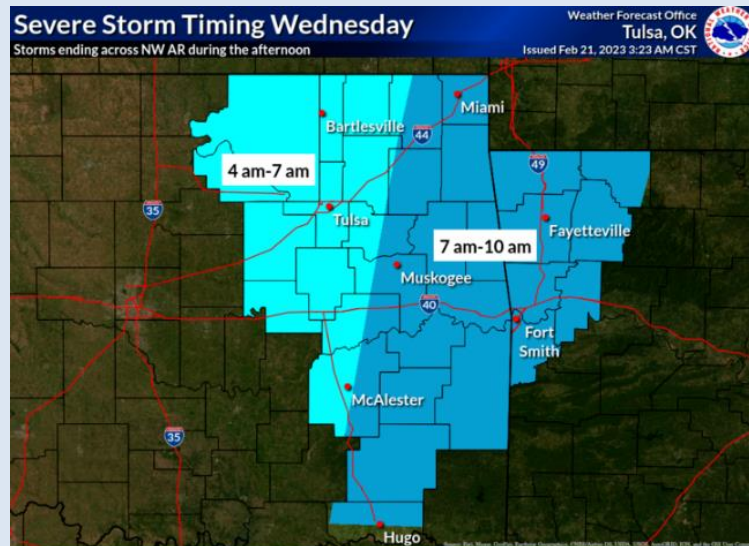 Severe Storm Timing Wednesday
Storms ending across NW AR during the afternoon
Weather Forecast Office
Tulsa, OK
Issued Feb 21, 2023 3:23 AM CST
Miami
Bartlesville
44
4 am-7 am
49
35
Tulsa
Fayetteville
7 am-10 am
Muskogee
40
Fort
Smith
McAlester
35
Hugo